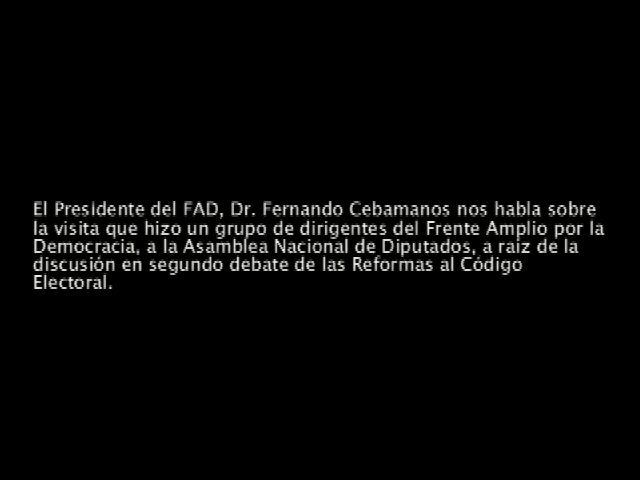 El Presidente del FAD, Dr. Fernando Cebamanos nos habla sobre
la visita que hizo un grupo de dirigentes del Frente Amplio por la
Democracia, a la Asamblea Nacional de Diputados, a raíz de la
discusión en segundo debate de las Reformas al Código
Electoral.